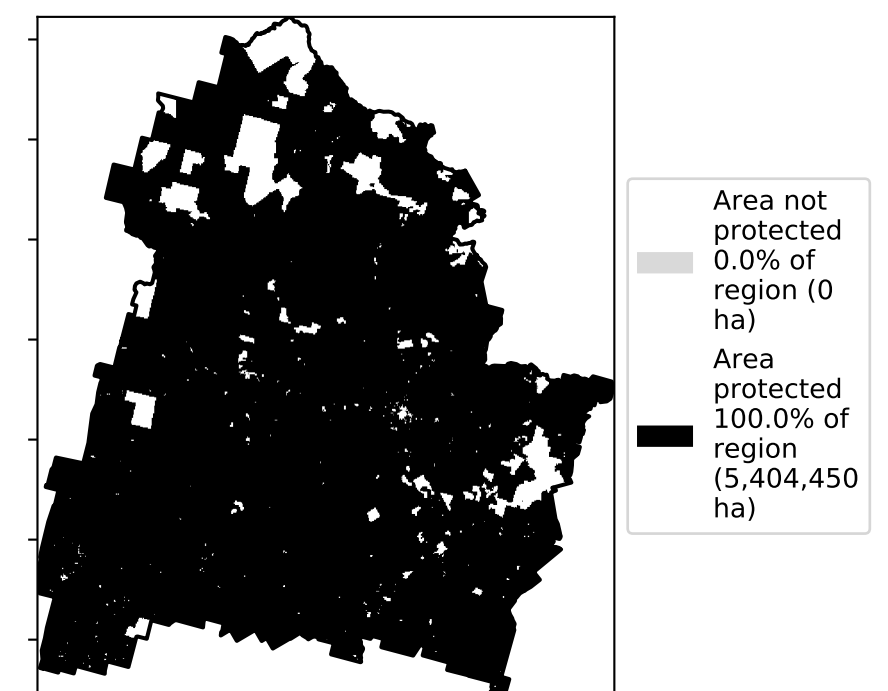 Area not
protected
0.0% of
region (0
ha)
Area
protected
100.0% of
region
(5,404,450
ha)